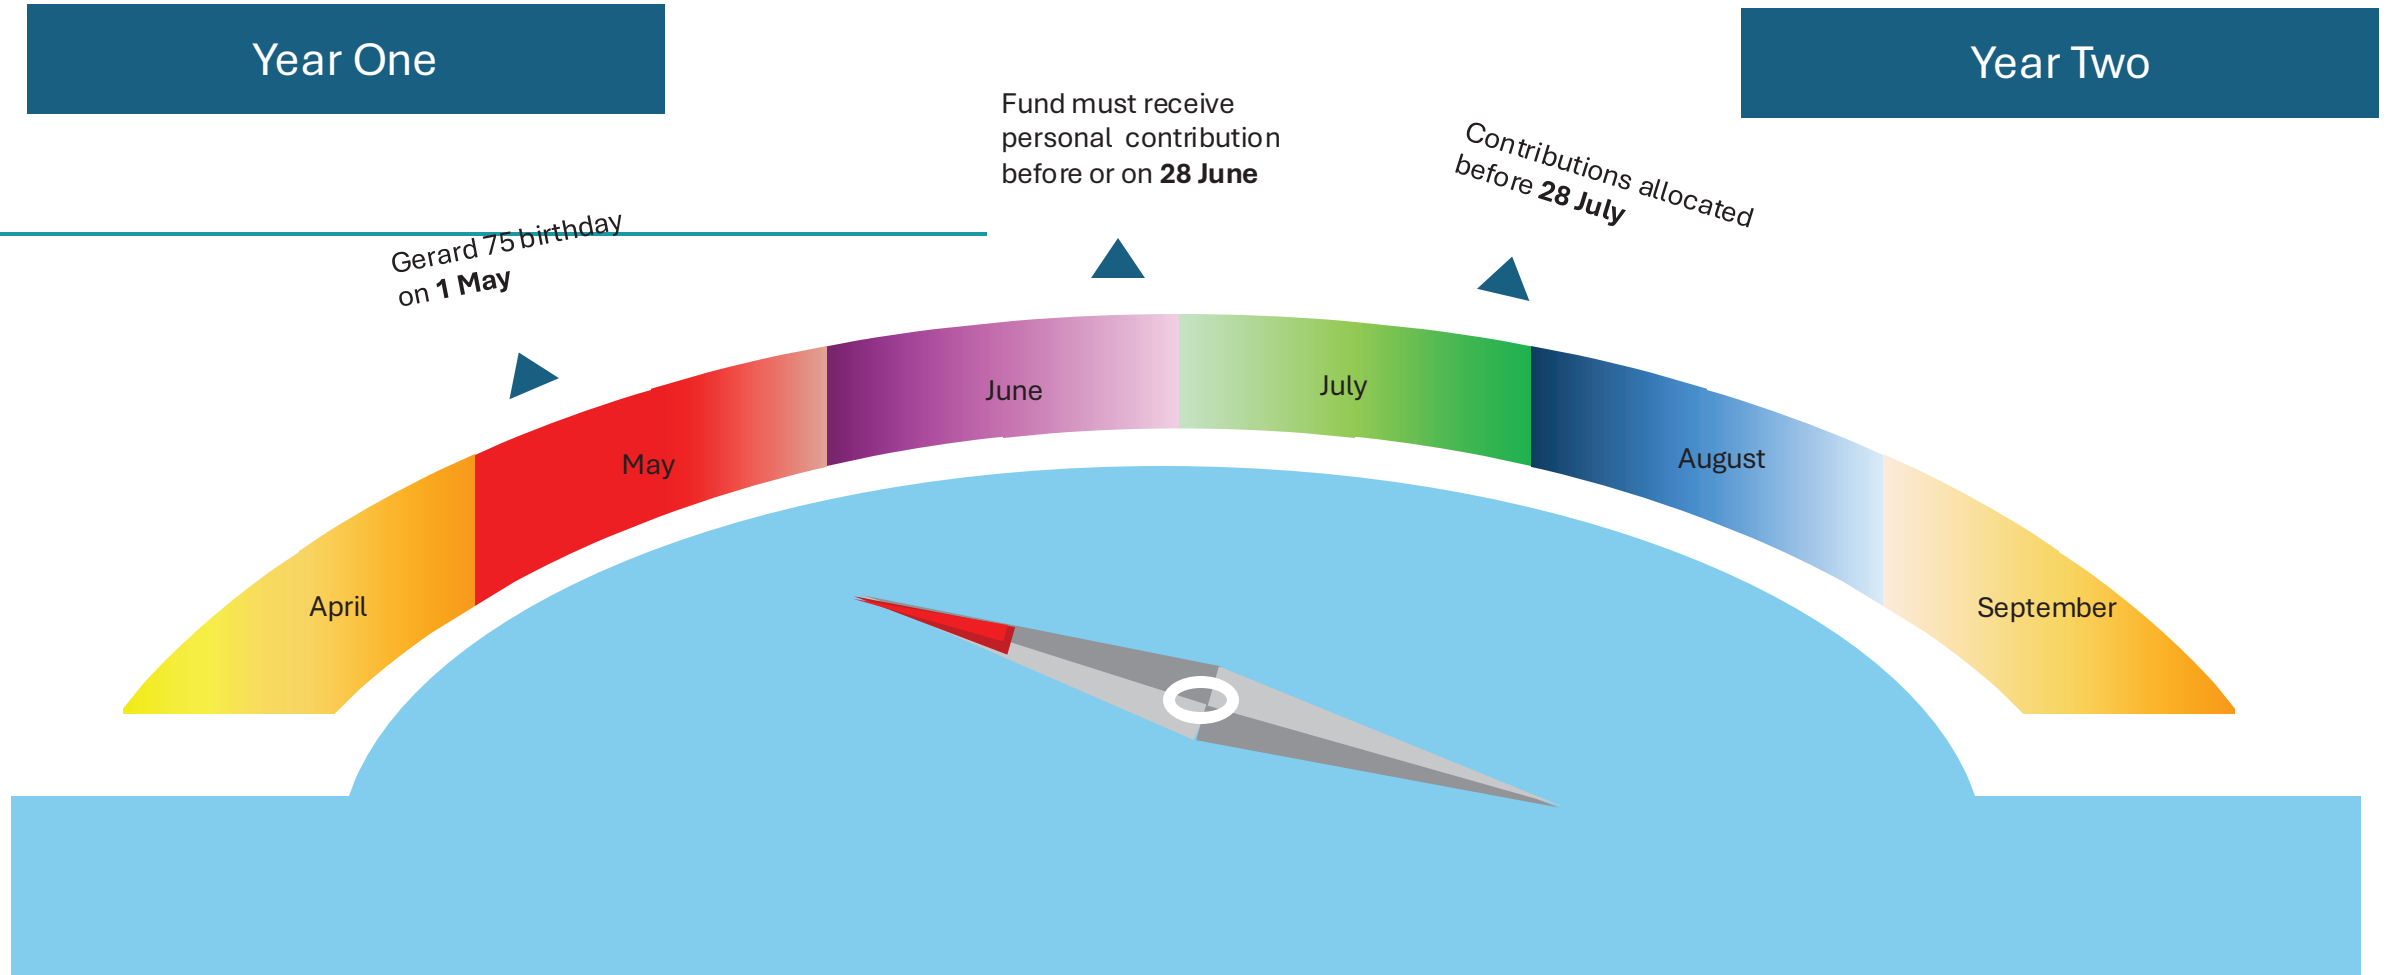 Year One
Year Two
Fund must receive
personal contribution
before or on 28 June
Contributions allocated
before 28 July
Gerard 75 birthday
on 1 May
April
May
June
July
August
September